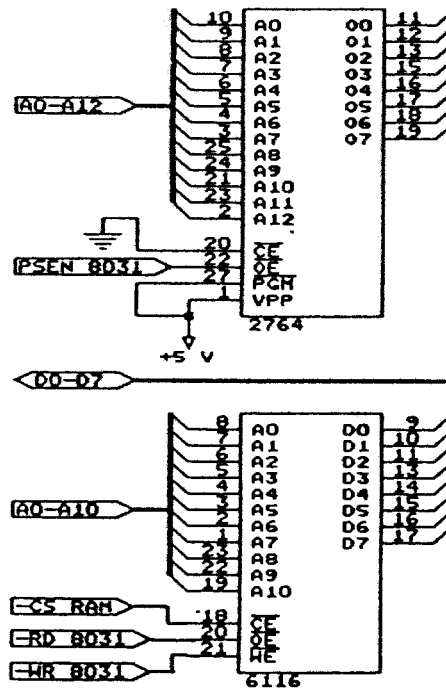 10 A0 O0 11
9 A1 O1 12
8 A2 O2 13
7 A3 O3 15
6 A4 O4 16
A0-A12 5 A5 O5 17
4 A6 O6 18
3 A7 O7 19
25 A8
24 A9
21 A10
23 A11
2 A12
20 CE
PSEN 8031 22 OE
27 PGM
1 VPP
2764
+5 V
D0-D7
8 A0 D0 9
7 A1 D1 10
6 A2 D2 11
5 A3 D3 13
4 A4 D4 14
3 A5 D5 15
A0-A10 2 A6 D6 16
1 A7 D7 17
23 A8
22 A9
19 A10
-CS RAM 18 CE
-RD 8031 20 OE
-WR 8031 21 WE
6116